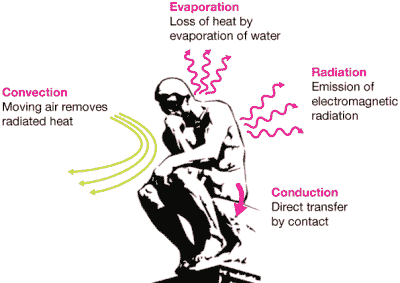 Evaporation
Loss of heat by
evaporation of water
Radiation
Emission of
electromagnetic
radiation
Convection
Moving air removes
radiated heat
Conduction
Direct transfer
by contact